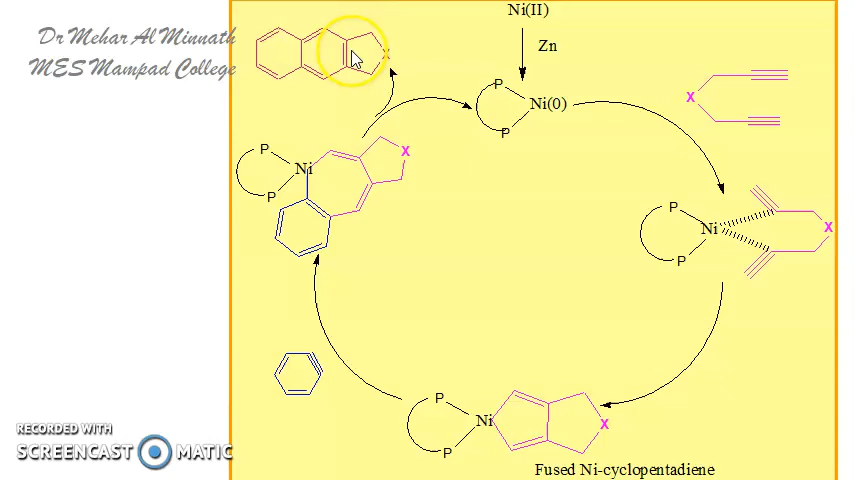 Dr Mehar Al Minnath
MES Mampad College
Ni(II)
Zn
X
P
Ni(0)
P
X
P
Ni
P
X
P
Ni
P
X
P
Ni
P
X
Fused Ni-cyclopentadiene
RECORDED WITH
SCREENCAST MATIC